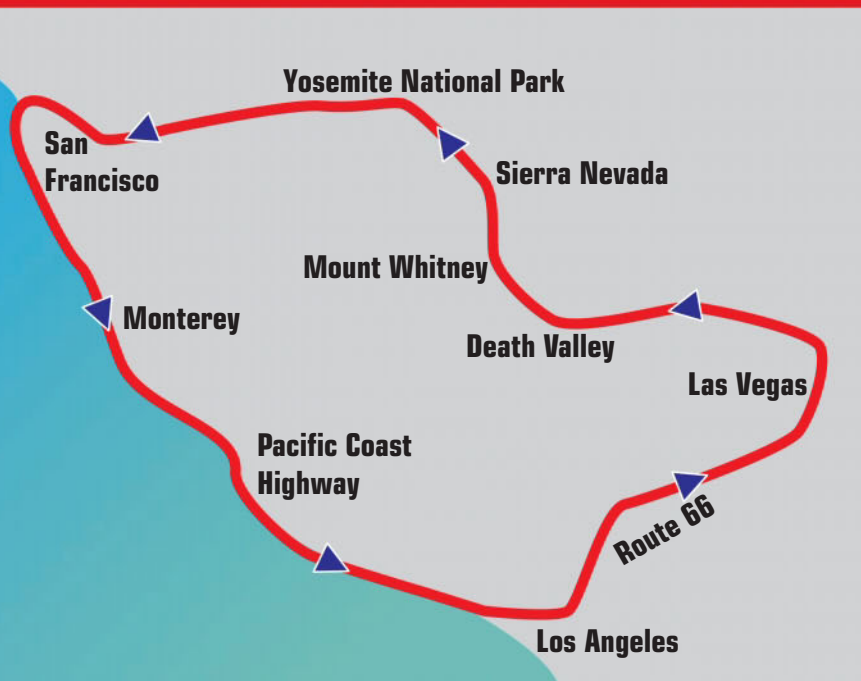 Yosemite National Park
San
Francisco
Sierra Nevada
Mount Whitney
Monterey
Death Valley
Las Vegas
Pacific Coast
Highway
Route 66
Los Angeles